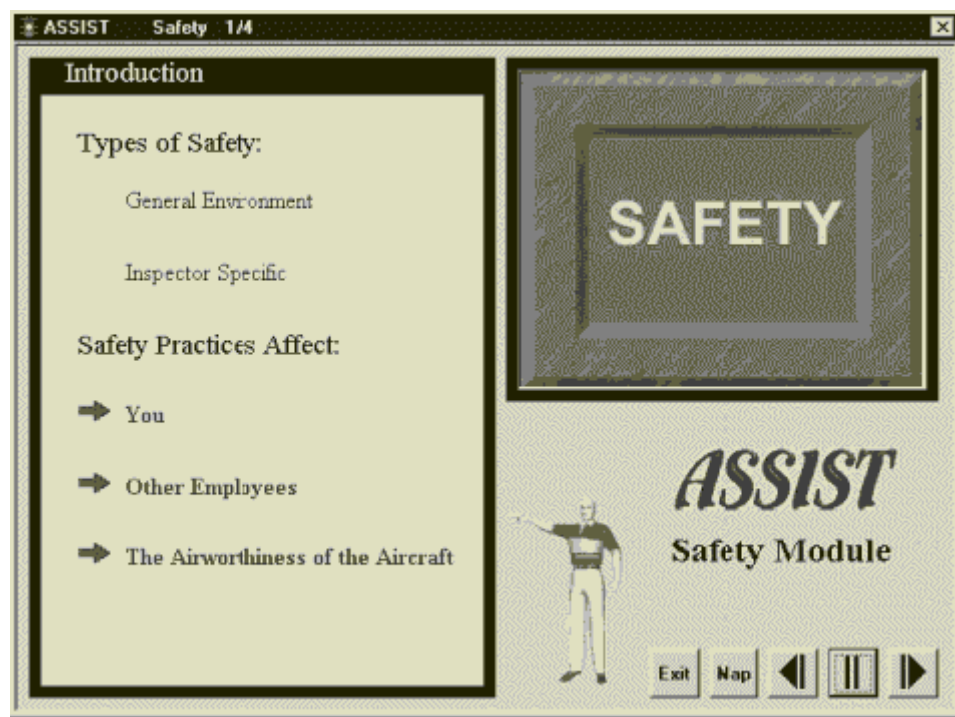 ASSIST Safety 1/4
Introduction
Types of Safety:
General Environment
Inspector Specific
Safety Practices Affect:
You
Other Employees
The Airworthiness of the Aircraft
SAFETY
ASSIST
Safety Module
Exit
Map